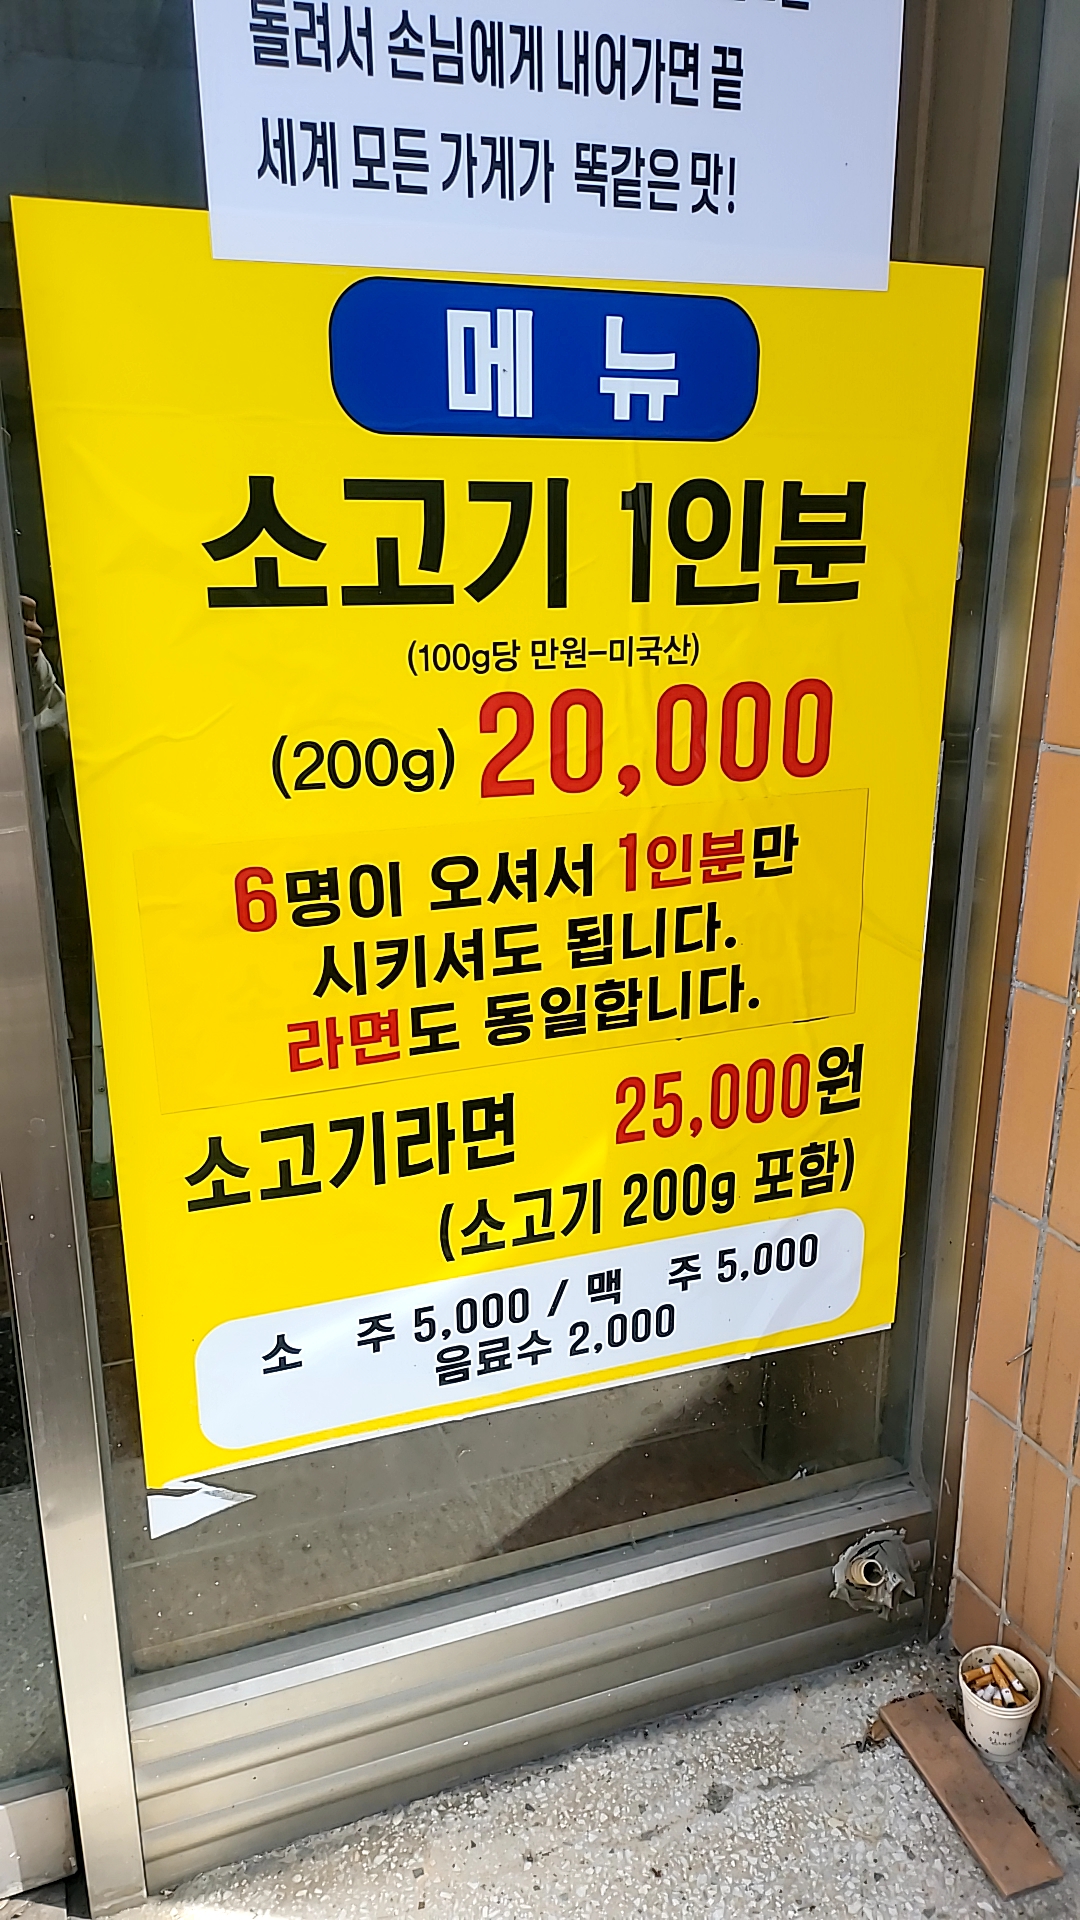 돌려서 손님에게 내어가면 끝
세계 모든 가게가 똑같은 맛!
메 뉴
소고기 1인분
(100g당 만원-미국산)
(200g) 20,000
6명이 오셔서 1인분만
시키셔도 됩니다.
라면도 동일합니다.
소고기라면 25,000원
(소고기 200g 포함)
소 주 5,000 / 맥 주 5,000
음료수 2,000